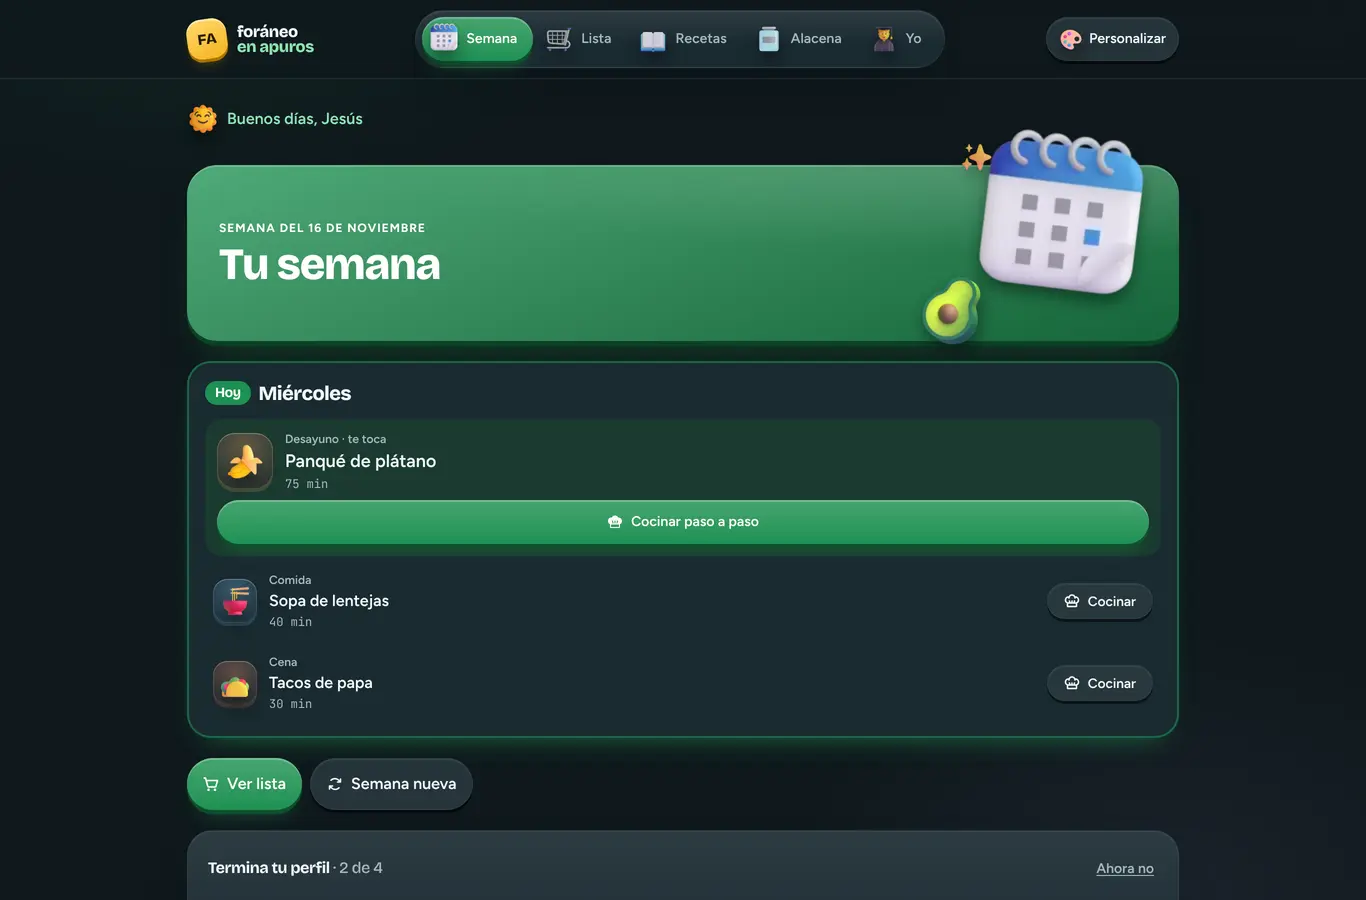 FA
foráneo
en apuros
Semana
Lista
Recetas
Alacena
Yo
Personalizar
Buenos días, Jesús
SEMANA DEL 16 DE NOVIEMBRE
Tu semana
Hoy
Miércoles
Desayuno · te toca
Panqué de plátano
75 min
Cocinar paso a paso
Comida
Sopa de lentejas
40 min
Cocinar
Cena
Tacos de papa
30 min
Cocinar
Ver lista
Semana nueva
Termina tu perfil · 2 de 4
Ahora no